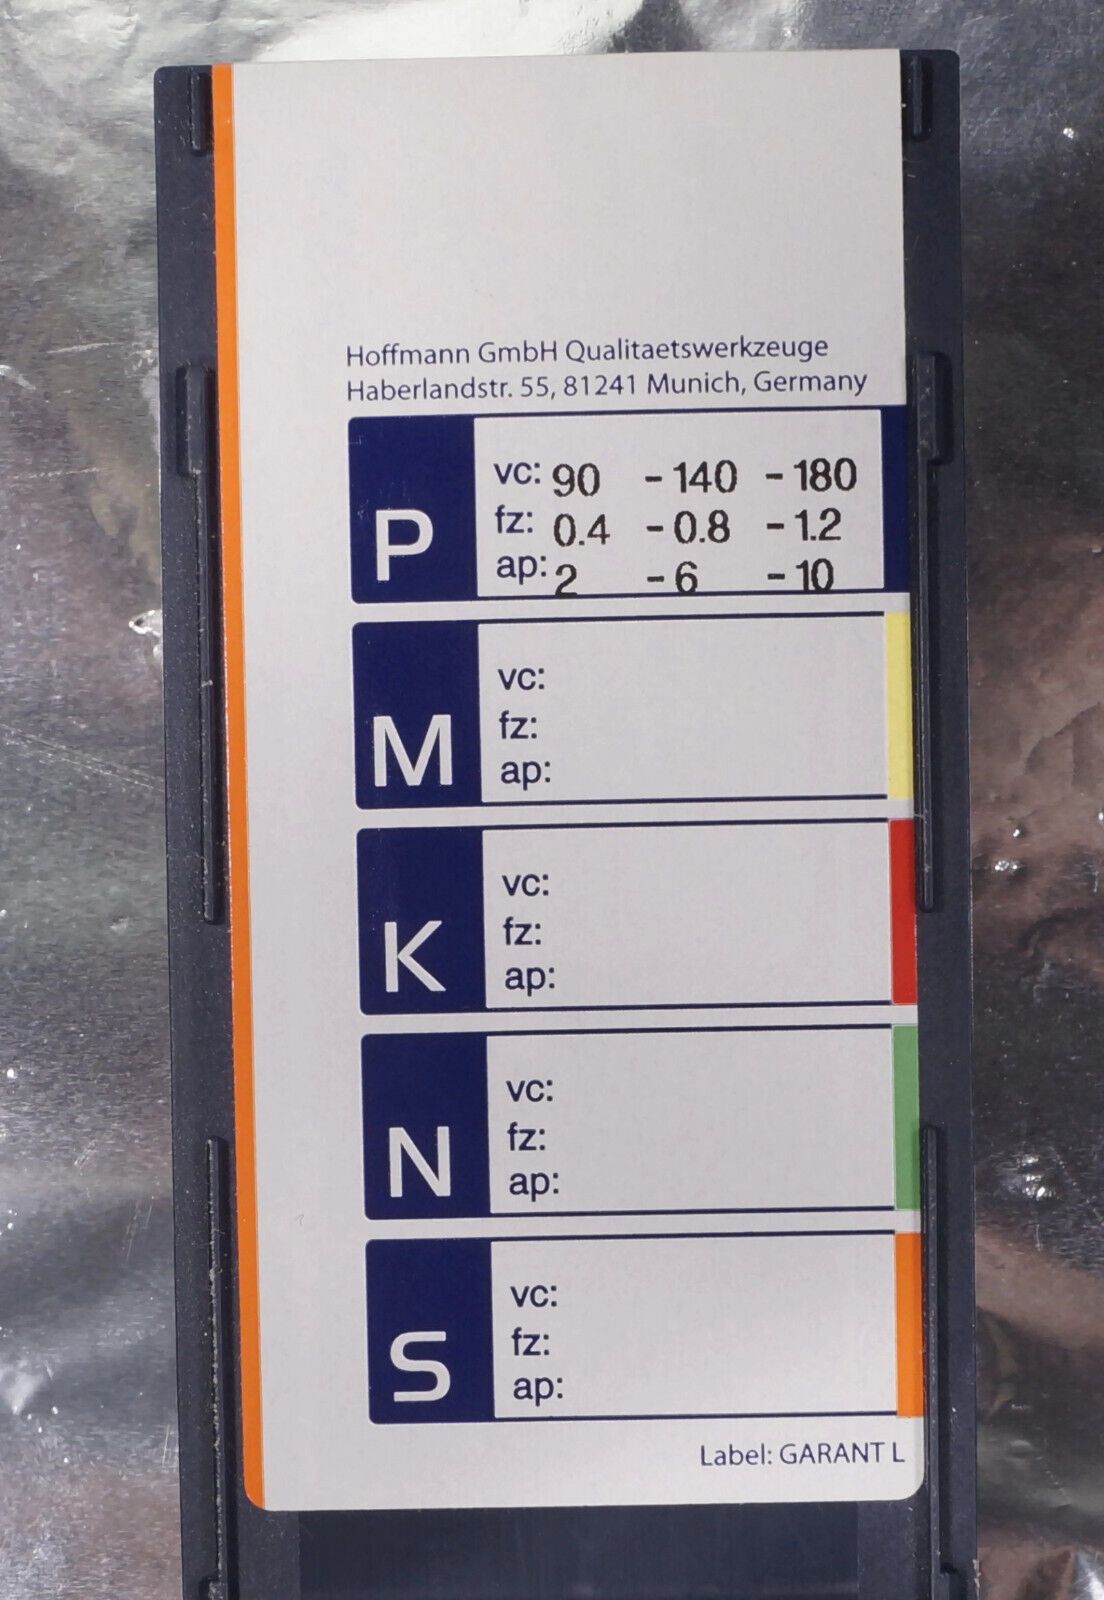 Hoffmann GmbH Qualitaetswerkzeuge
Haberlandstr. 55, 81241 Munich, Germany
P
vc: 90 - 140 - 180
fz: 0.4 - 0.8 - 1.2
ap: 2 - 6 - 10
M
vc:
fz:
ap:
K
vc:
fz:
ap:
N
vc:
fz:
ap:
S
vc:
fz:
ap:
Label: GARANT L